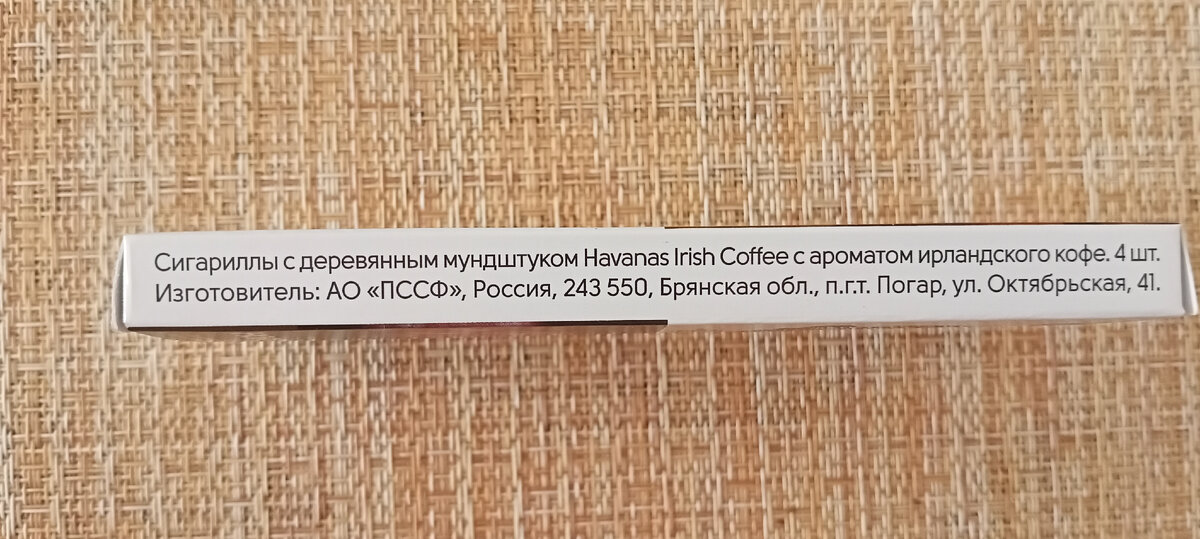 Сигариллы с деревянным мундштуком Havanas Irish Coffee с ароматом ирландского кофе. 4 шт.
Изготовитель: АО «ПССФ», Россия, 243 550, Брянская обл., п.г.т. Погар, ул. Октябрьская, 41.